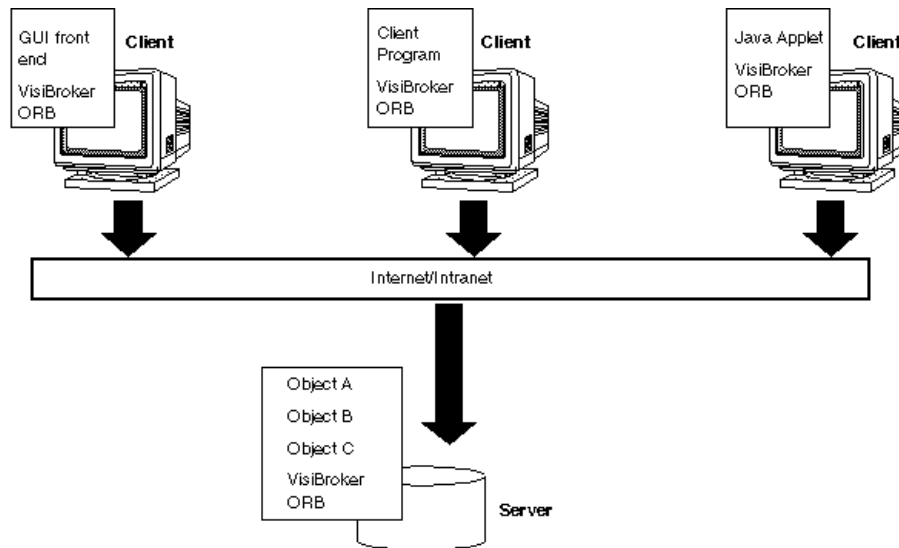 GUI front
end
VisiBroker
ORB
Client
Client
Program
VisiBroker
ORB
Client
Java Applet
VisiBroker
ORB
Client
Internet/Intranet
Object A
Object B
Object C
VisiBroker
ORB
Server